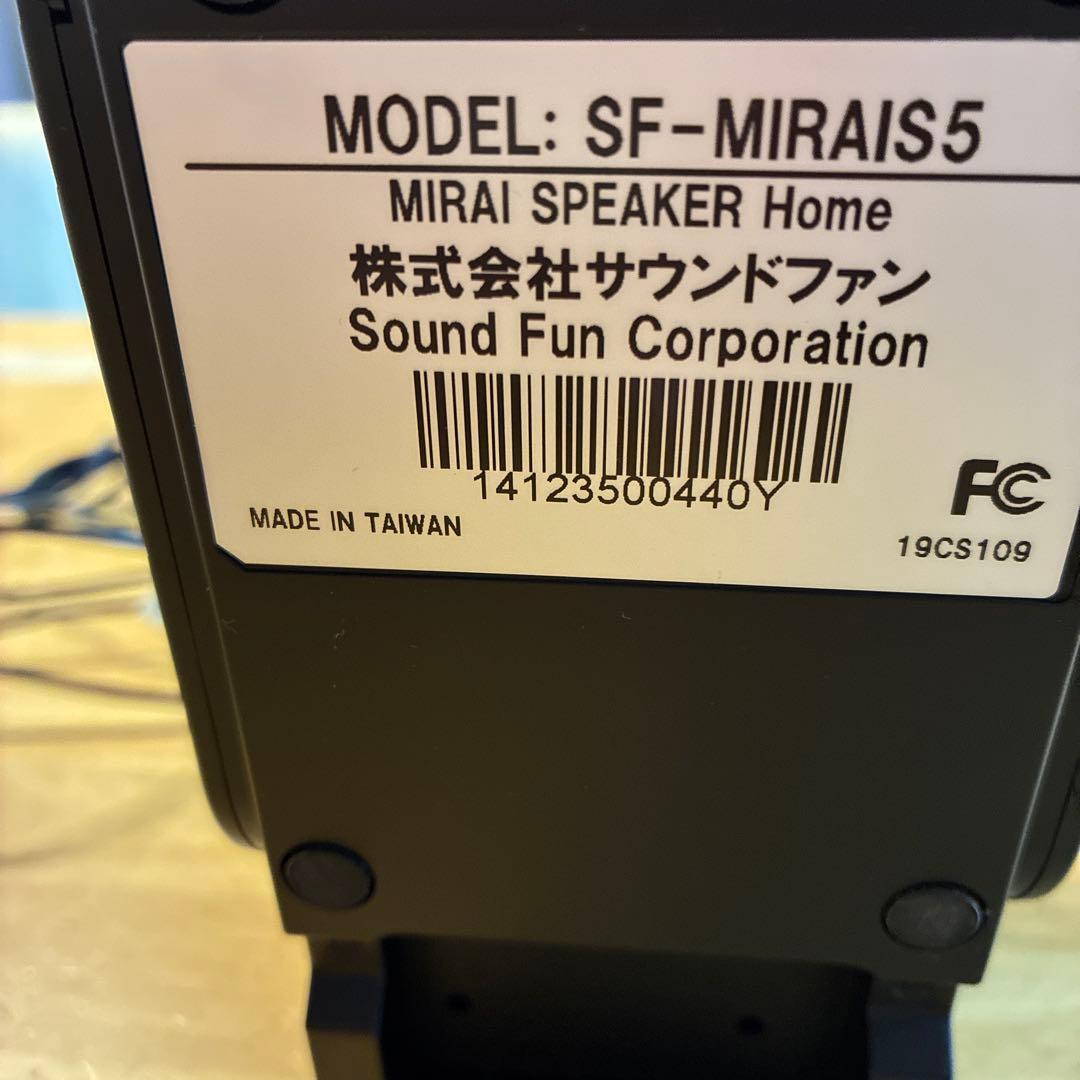 MODEL: SF-MIRAIS5
MIRAI SPEAKER Home
株式会社サウンドファン
Sound Fun Corporation
14123500440Y
FC
MADE IN TAIWAN
19CS109